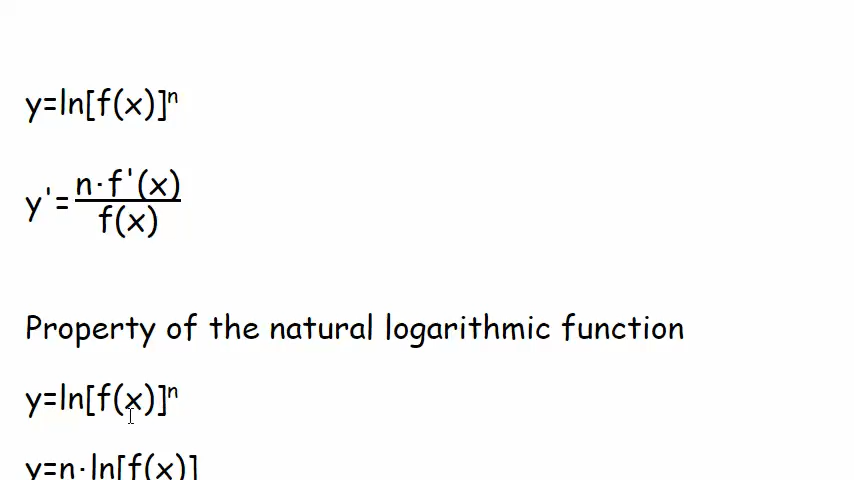 y=ln[f(x)]ⁿ
y'=n·f'(x)/f(x)
Property of the natural logarithmic function
y=ln[f(x)]ⁿ
y=n·ln[f(x)]